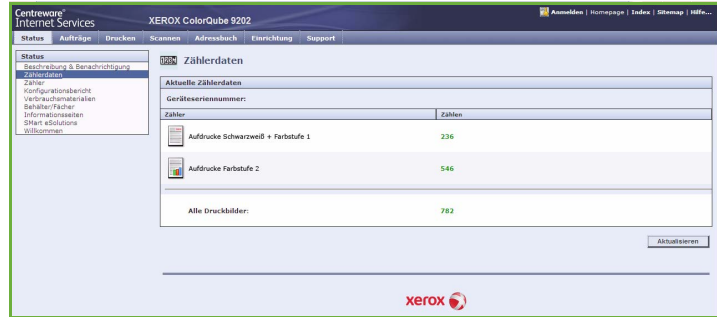 Centreware®
Internet Services
XEROX ColorQube 9202
Anmelden | Homepage | Index | Sitemap | Hilfe...
Status Aufträge Drucken Scannen Adressbuch Einrichtung Support
Status
Beschreibung & Benachrichtigung
Zählerdaten
Zähler
Konfigurationsbericht
Verbrauchsmaterialien
Behälter/Fächer
Informationsseiten
SMart eSolutions
Willkommen
Zählerdaten
Aktuelle Zählerdaten
Geräteseriennummer:
Zähler Zählen
Aufdrucke Schwarzweiß + Farbstufe 1 236
Aufdrucke Farbstufe 2 546
Alle Druckbilder: 782
Aktualisieren
xerox